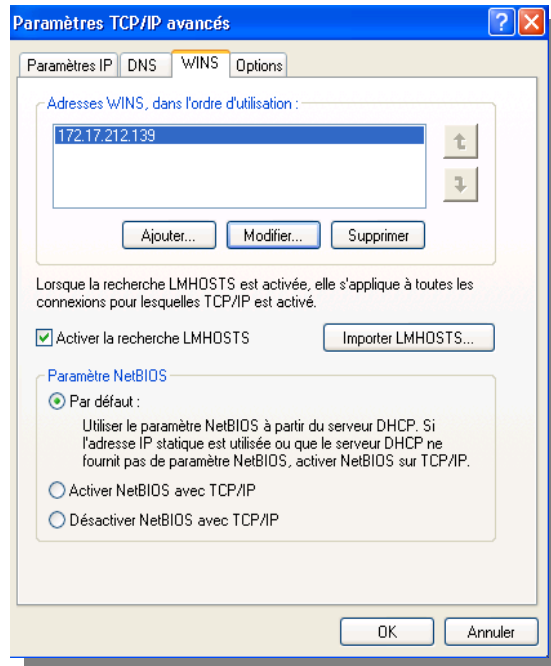 Paramètres TCP/IP avancés
Paramètres IP DNS WINS Options
Adresses WINS, dans l'ordre d'utilisation :
172.17.212.139
Ajouter... Modifier... Supprimer
Lorsque la recherche LMHOSTS est activée, elle s'applique à toutes les
connexions pour lesquelles TCP/IP est activé.
Activer la recherche LMHOSTS Importer LMHOSTS...
Paramètre NetBIOS
Par défaut :
Utiliser le paramètre NetBIOS à partir du serveur DHCP. Si
l'adresse IP statique est utilisée ou que le serveur DHCP ne
fournit pas de paramètre NetBIOS, activer NetBIOS sur TCP/IP.
Activer NetBIOS avec TCP/IP
Désactiver NetBIOS avec TCP/IP
OK Annuler